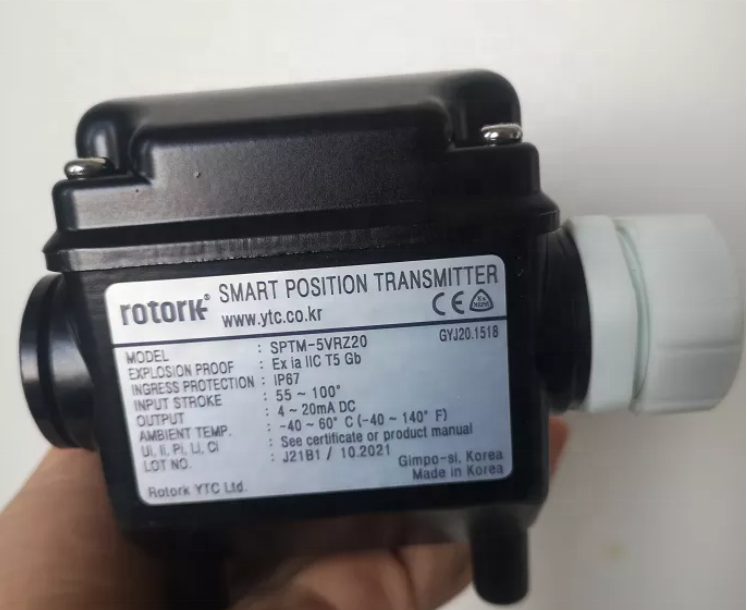 rotork® SMART POSITION TRANSMITTER
www.ytc.co.kr
CE Ex NEPSI
GYJ20.1518
MODEL : SPTM-5VRZ20
EXPLOSION PROOF : Ex ia IIC T5 Gb
INGRESS PROTECTION : IP67
INPUT STROKE : 55 ~ 100°
OUTPUT : 4 ~ 20mA DC
AMBIENT TEMP. : -40 ~ 60° C (-40 ~ 140° F)
Ui, Ii, Pi, Li, Ci : See certificate or product manual
LOT NO. : J21B1 / 10.2021
Gimpo-si, Korea
Made in Korea
Rotork YTC Ltd.